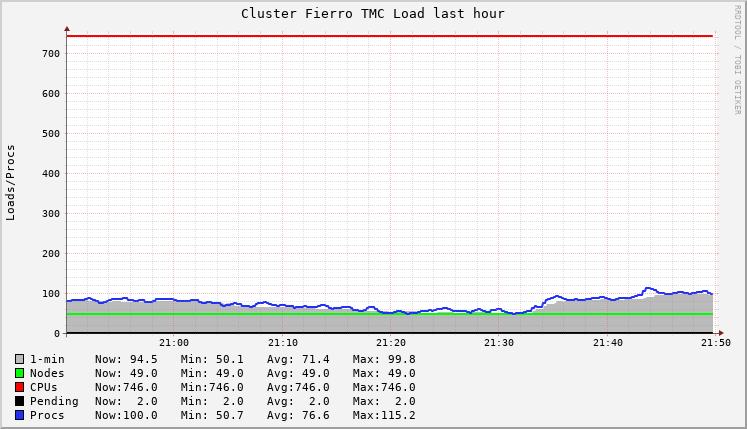 Cluster Fierro TMC Load last hour
RRDTOOL / TOBI OETIKER
Loads/Procs
700
600
500
400
300
200
100
0
21:00 21:10 21:20 21:30 21:40 21:50
1-min Now: 94.5 Min: 50.1 Avg: 71.4 Max: 99.8
Nodes Now: 49.0 Min: 49.0 Avg: 49.0 Max: 49.0
CPUs Now:746.0 Min:746.0 Avg:746.0 Max:746.0
Pending Now: 2.0 Min: 2.0 Avg: 2.0 Max: 2.0
Procs Now:100.0 Min: 50.7 Avg: 76.6 Max:115.2